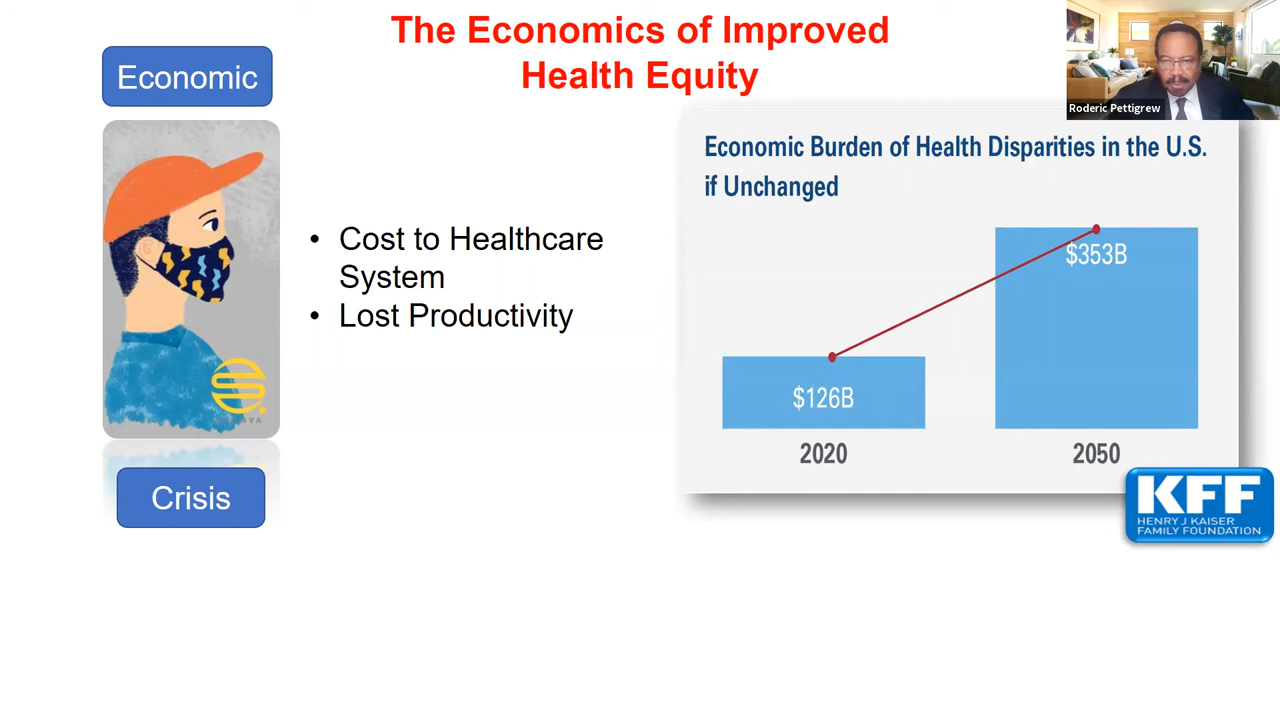 The Economics of Improved
Health Equity
Economic
Roderic Pettigrew
Economic Burden of Health Disparities in the U.S.
if Unchanged
• Cost to Healthcare
System
• Lost Productivity
$353B
$126B
2020
2050
Crisis
KFF
HENRY J KAISER
FAMILY FOUNDATION